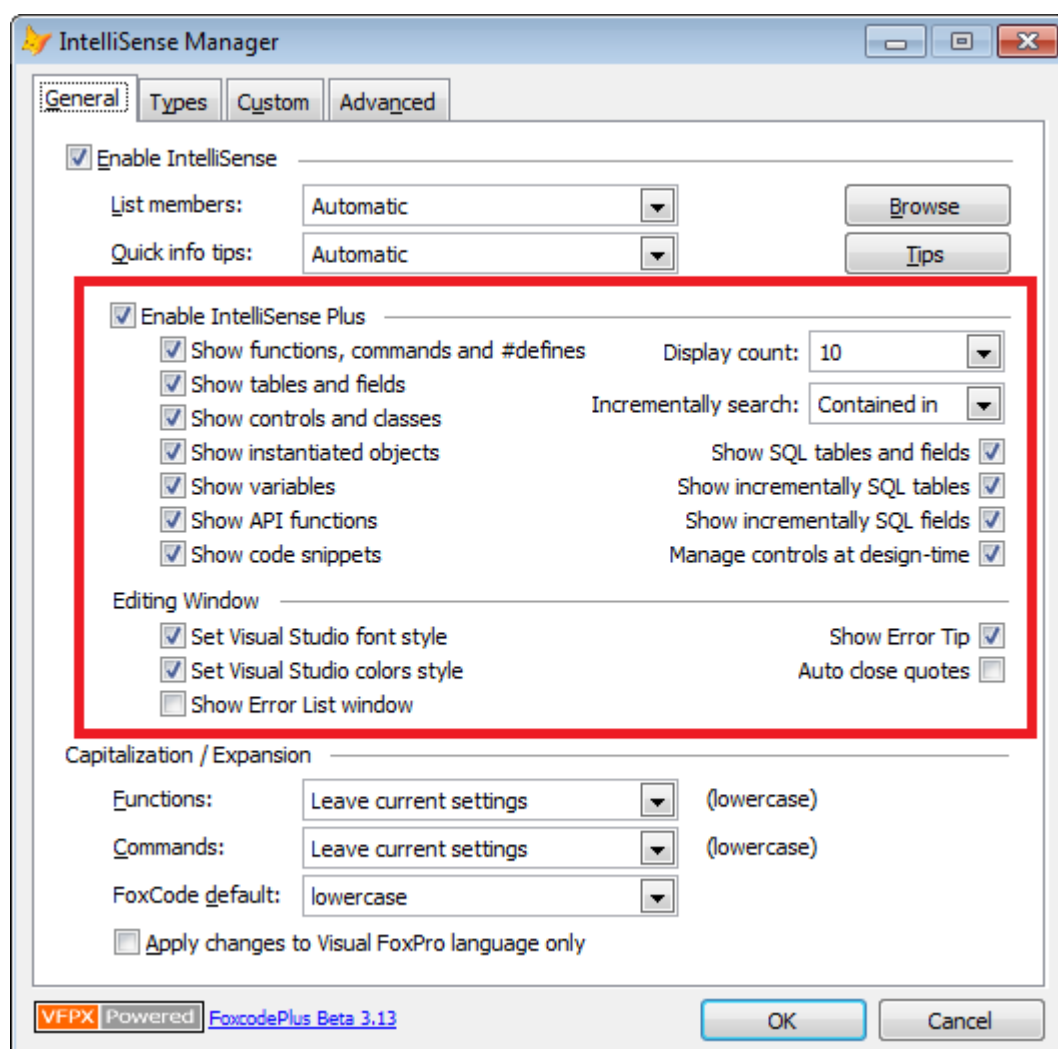 IntelliSense Manager
General Types Custom Advanced
Enable IntelliSense
List members: Automatic Browse
Quick info tips: Automatic Tips
Enable IntelliSense Plus
Show functions, commands and #defines Display count: 10
Show tables and fields
Incrementally search: Contained in
Show controls and classes
Show instantiated objects Show SQL tables and fields
Show variables Show incrementally SQL tables
Show API functions Show incrementally SQL fields
Show code snippets Manage controls at design-time
Editing Window
Set Visual Studio font style Show Error Tip
Set Visual Studio colors style Auto close quotes
Show Error List window
Capitalization / Expansion
Functions: Leave current settings (lowercase)
Commands: Leave current settings (lowercase)
FoxCode default: lowercase
Apply changes to Visual FoxPro language only
VFPX Powered FoxcodePlus Beta 3.13 OK Cancel